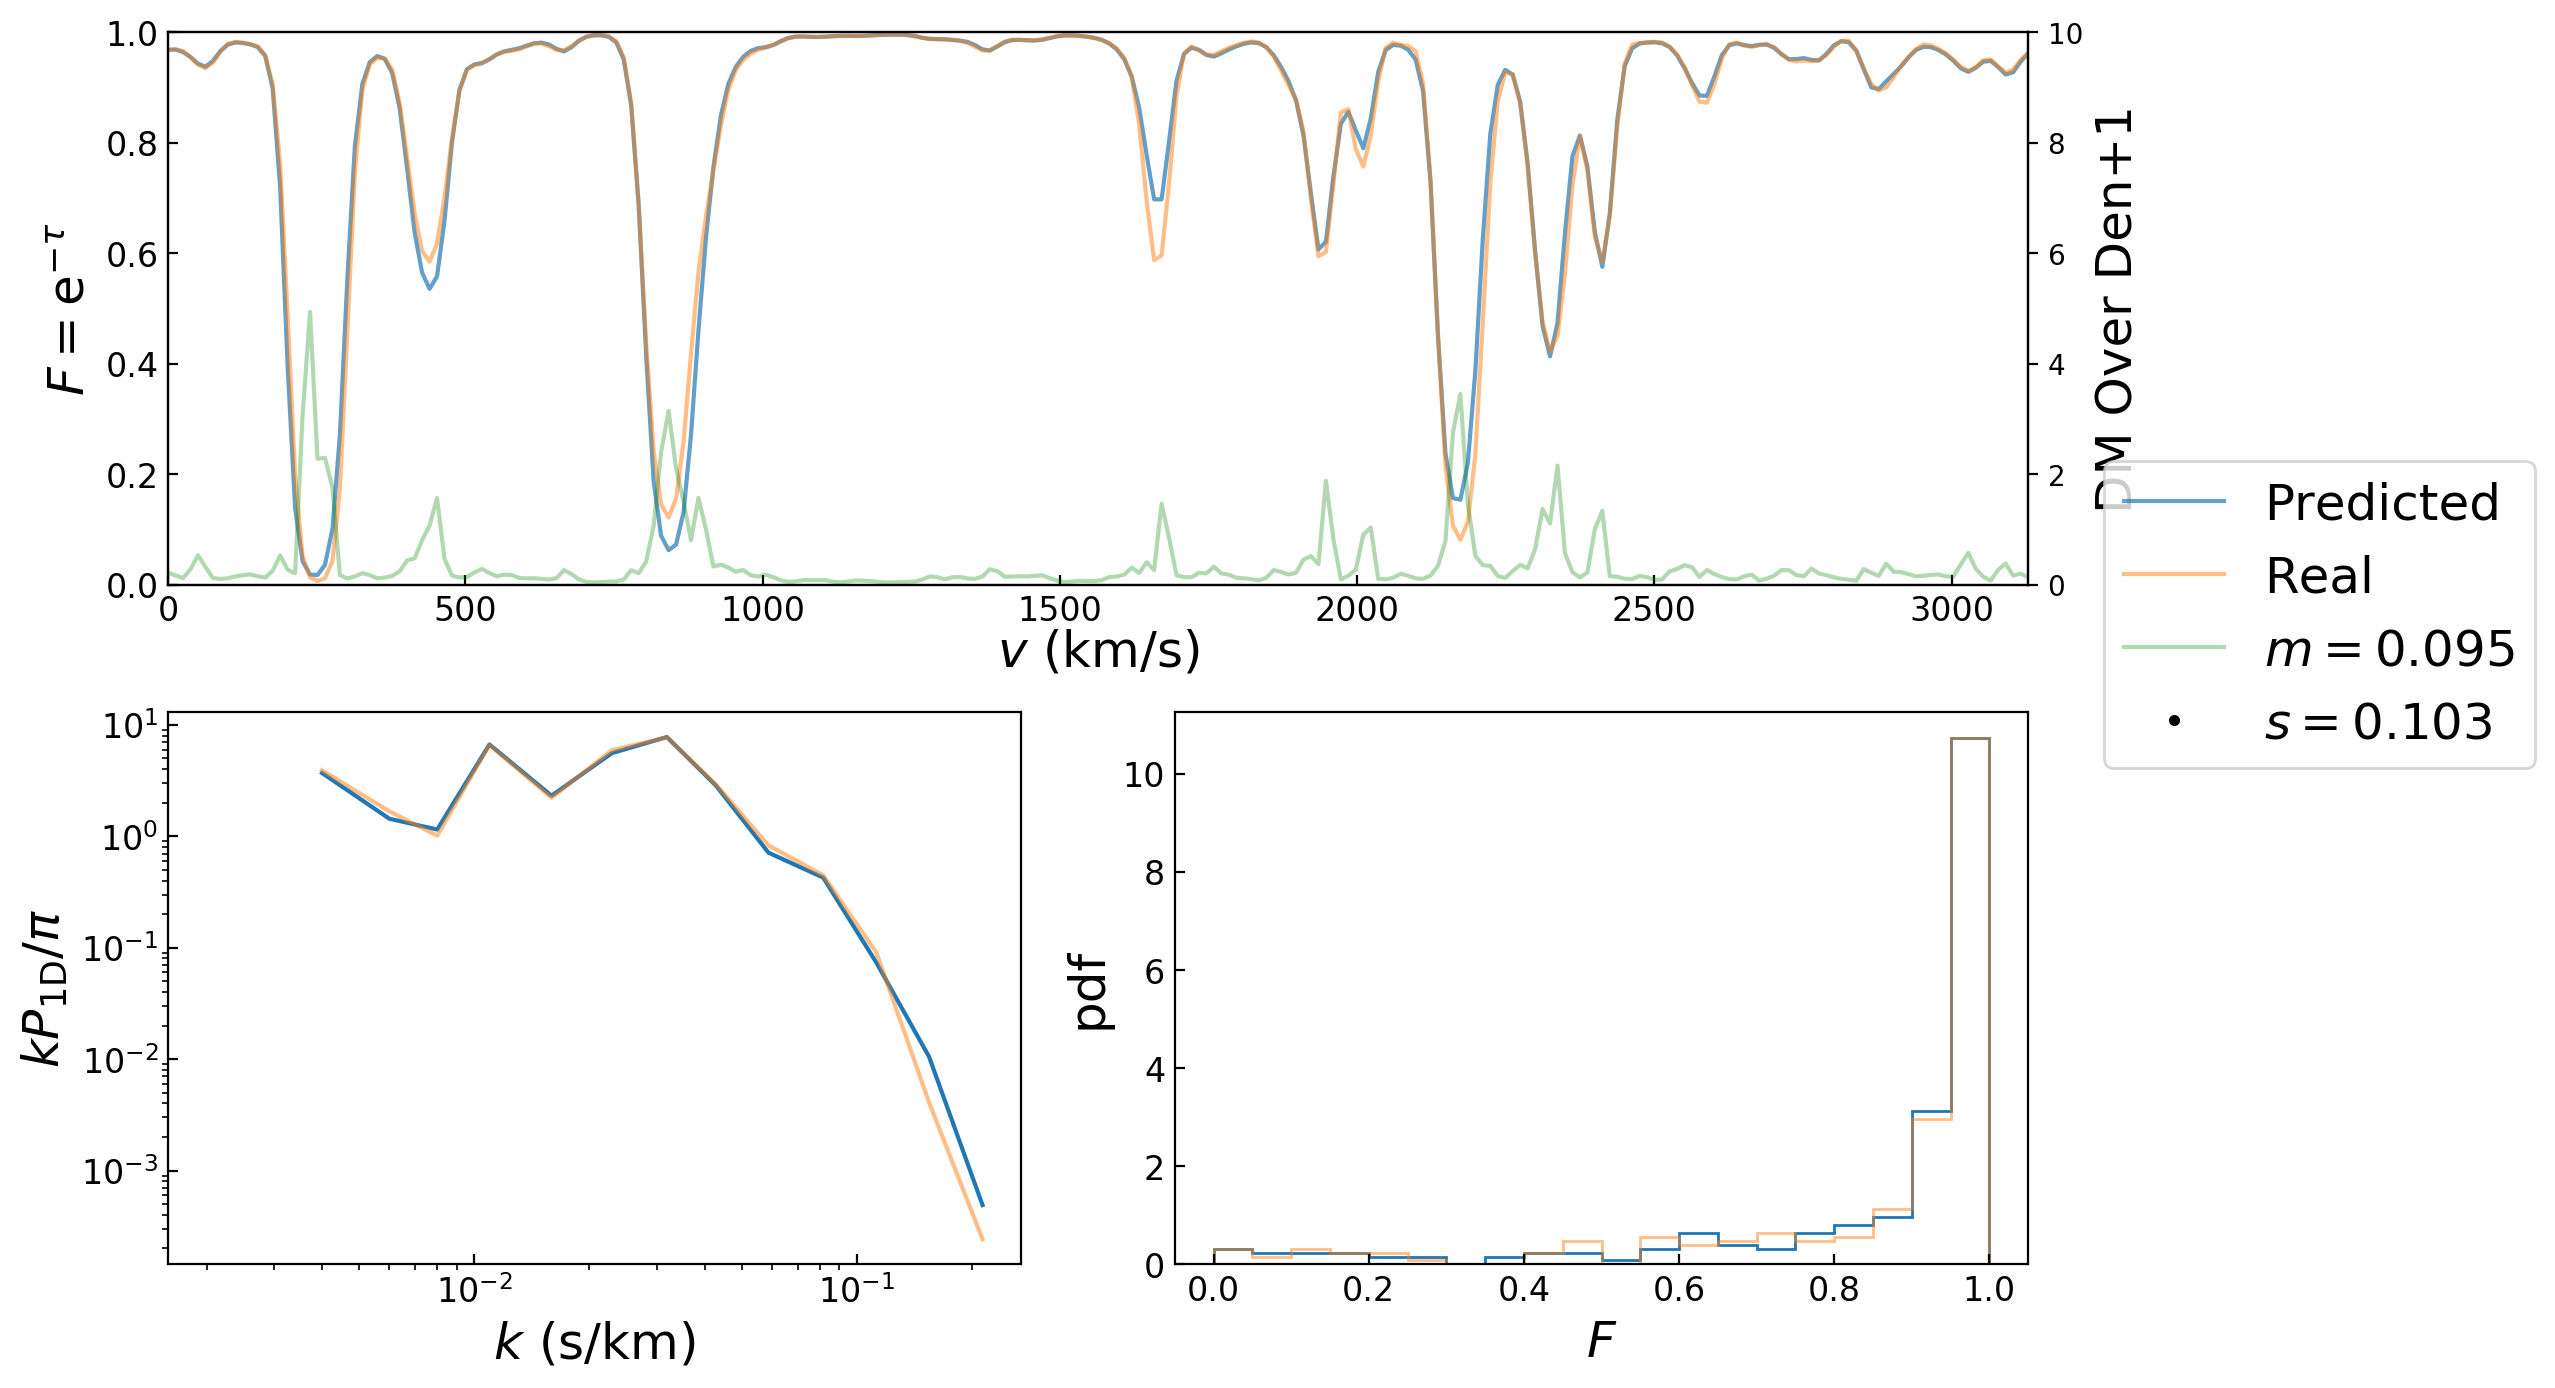 1.0
0.8
0.6
0.4
0.2
0.0
F = e^{-τ}
10
8
6
4
2
0
DM Over Den+1
0 500 1000 1500 2000 2500 3000
v (km/s)
Predicted
Real
m = 0.095
s = 0.103
10^1
10^0
10^{-1}
10^{-2}
10^{-3}
kP_{1D}/π
10^{-2} 10^{-1}
k (s/km)
10
8
6
4
2
0
pdf
0.0 0.2 0.4 0.6 0.8 1.0
F